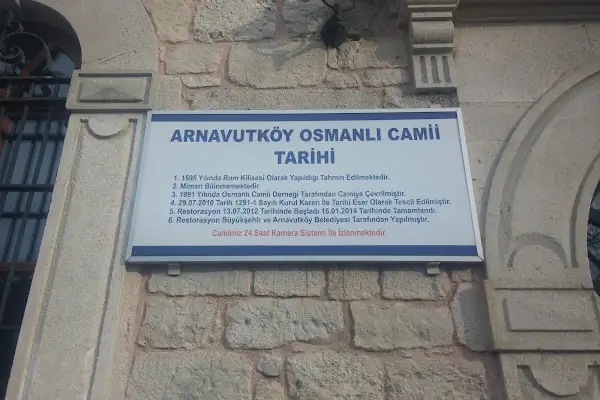 ARNAVUTKÖY OSMANLI CAMİİ
TARİHİ
1. 1595 Yılında Rum Kilisesi Olarak Yapıldığı Tahmin Edilmektedir.
2. Mimarı Bilinmemektedir.
3. 1991 Yılında Osmanlı Camii Derneği Tarafından Camiye Çevrilmiştir.
4. 29.07.2010 Tarih 1291-1 Sayılı Kurul Kararı İle Tarihi Eser Olarak Tescil Edilmiştir.
5. Restorasyon 13.07.2012 Tarihinde Başladı 16.01.2014 Tarihinde Tamamlandı.
6. Restorasyon Büyükşehir ve Arnavutköy Belediyesi Tarafından Yapılmıştır.
Camimiz 24 Saat Kamera Sistemi İle İzlenmektedir.